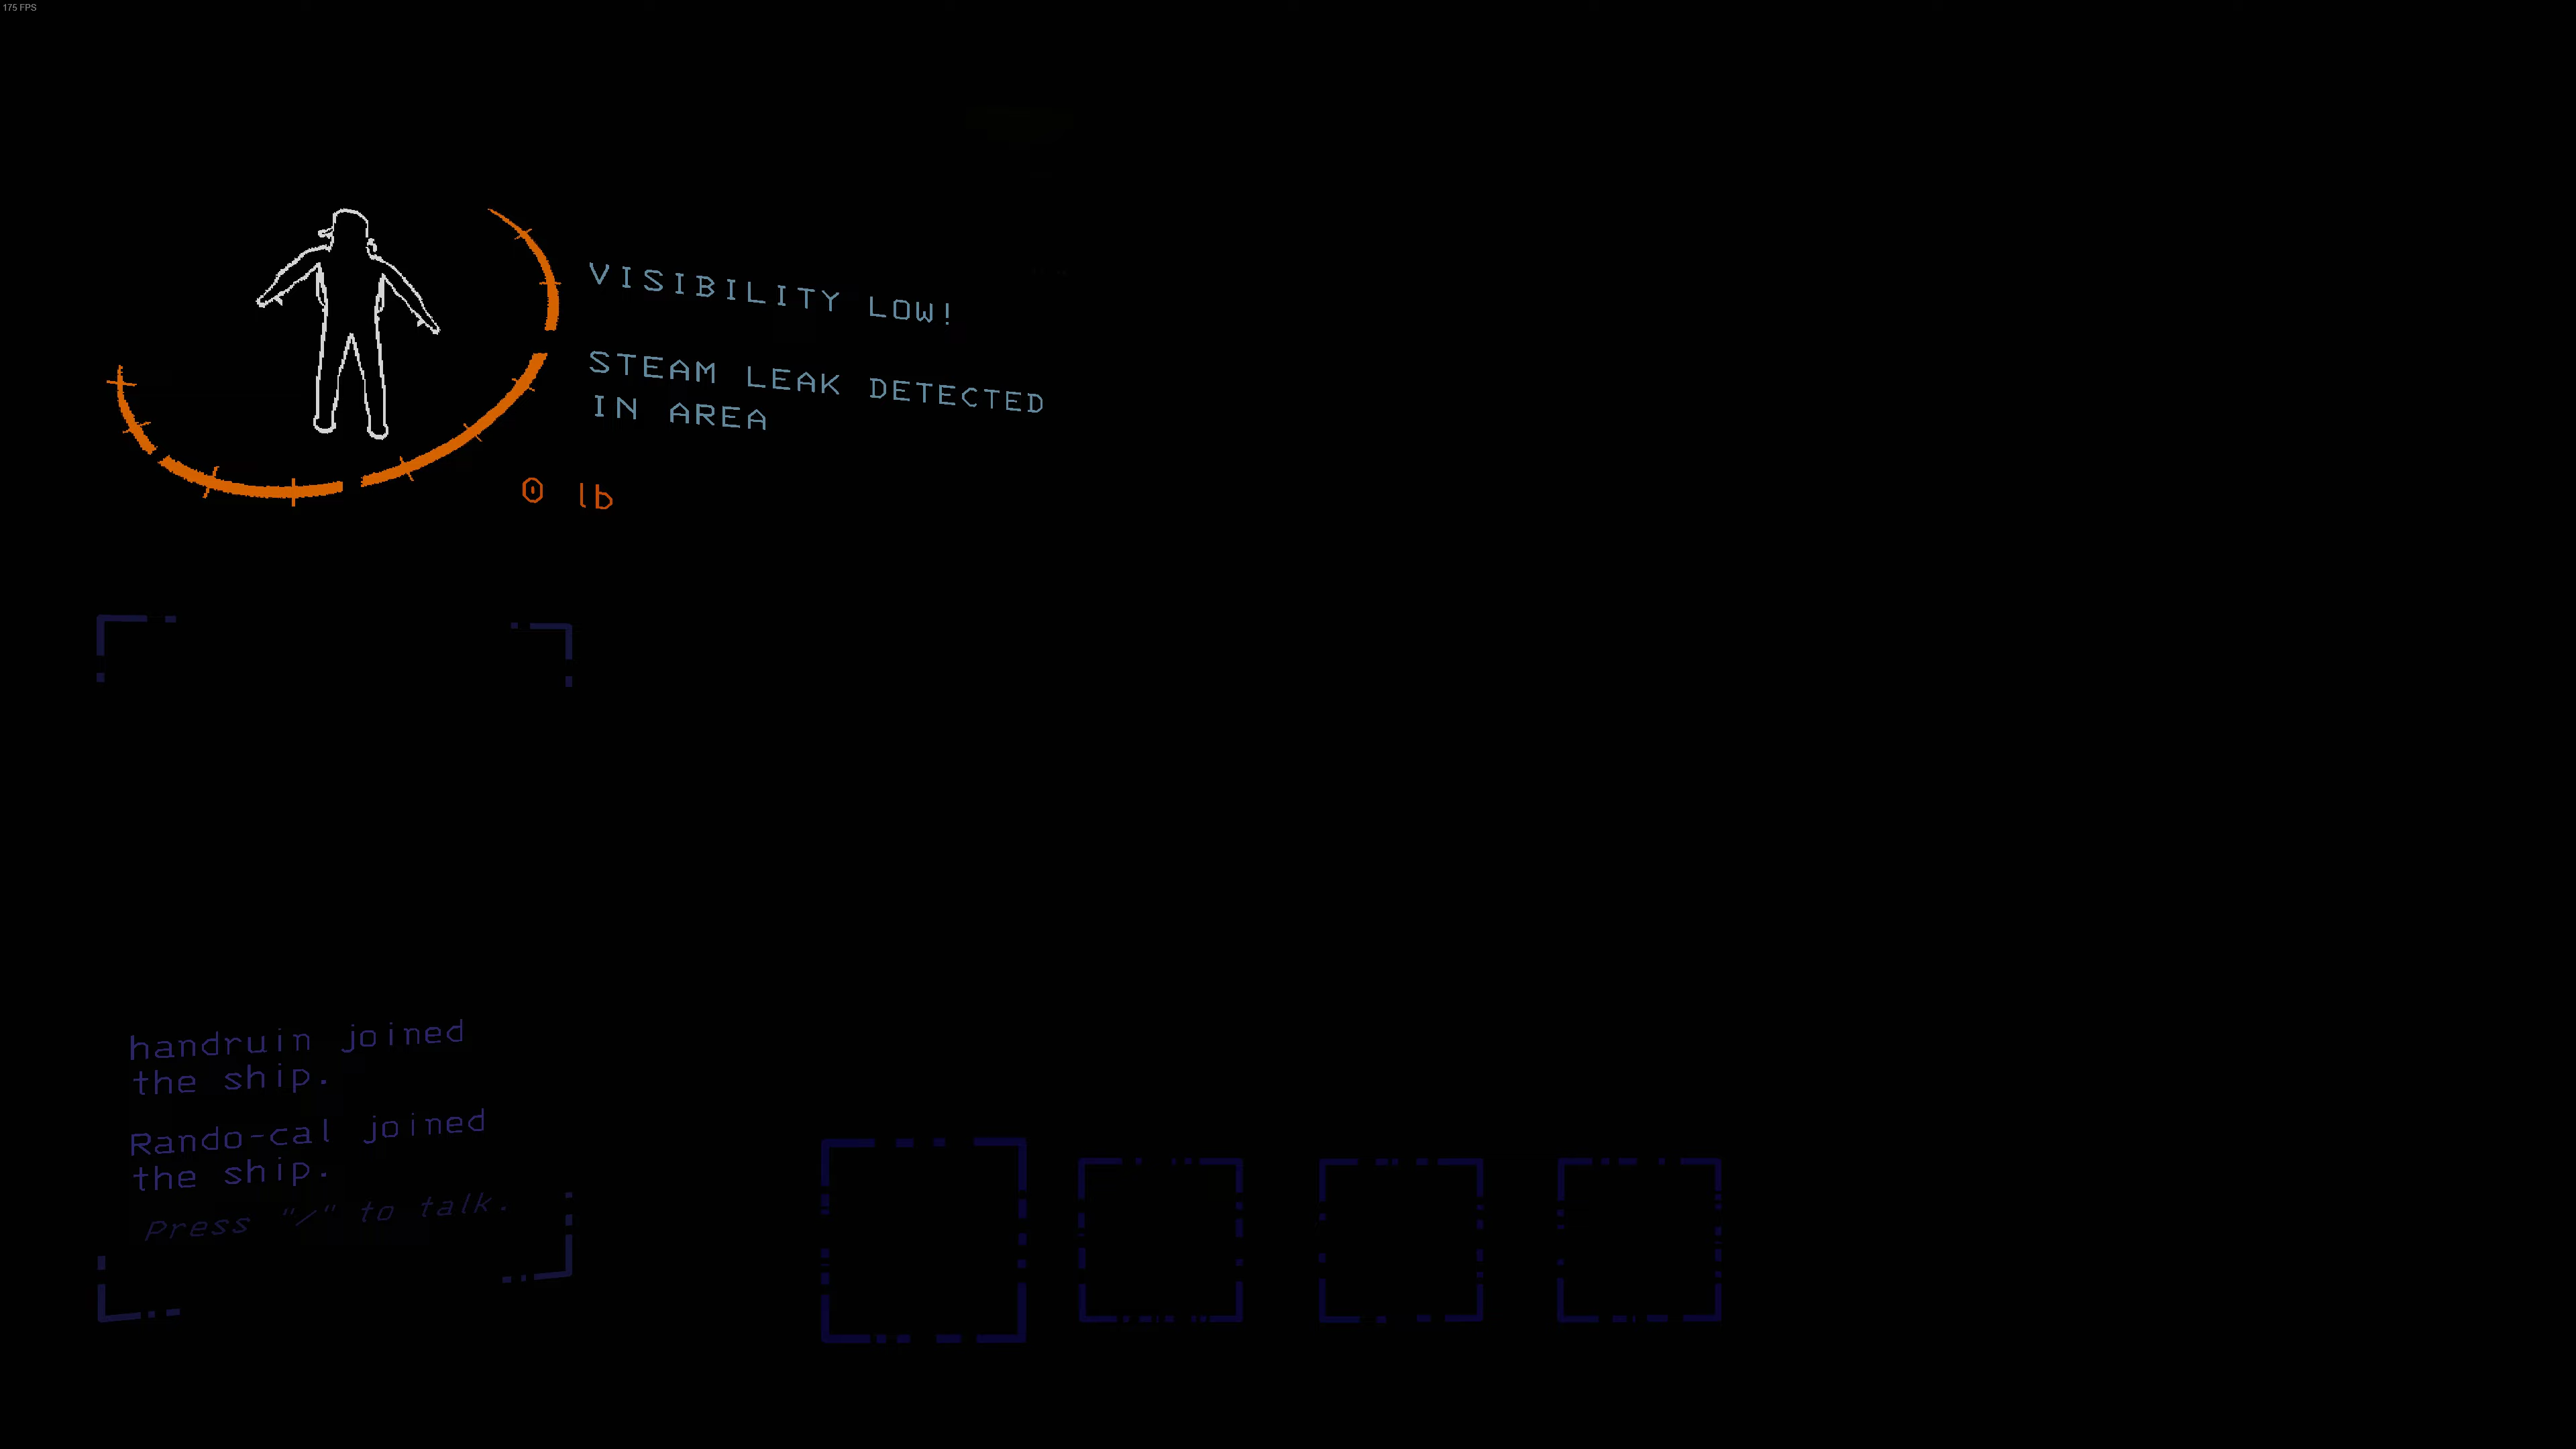 175 FPS
VISIBILITY LOW!
STEAM LEAK DETECTED
IN AREA
0 lb
handruin joined
the ship.
Rando-cal joined
the ship.
Press "/" to talk.